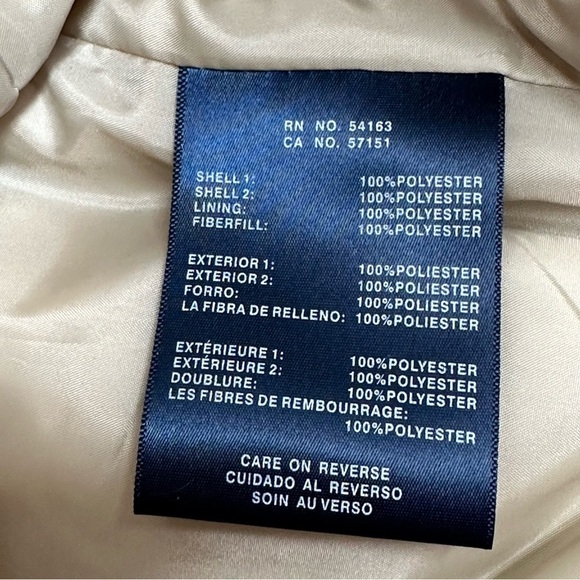 RN NO. 54163
CA NO. 57151
SHELL 1: 100%POLYESTER
SHELL 2: 100%POLYESTER
LINING: 100%POLYESTER
FIBERFILL: 100%POLYESTER
EXTERIOR 1: 100%POLIESTER
EXTERIOR 2: 100%POLIESTER
FORRO: 100%POLIESTER
LA FIBRA DE RELLENO: 100%POLIESTER
EXTÉRIEURE 1: 100%POLYESTER
EXTÉRIEURE 2: 100%POLYESTER
DOUBLURE: 100%POLYESTER
LES FIBRES DE REMBOURRAGE:
100%POLYESTER
CARE ON REVERSE
CUIDADO AL REVERSO
SOIN AU VERSO